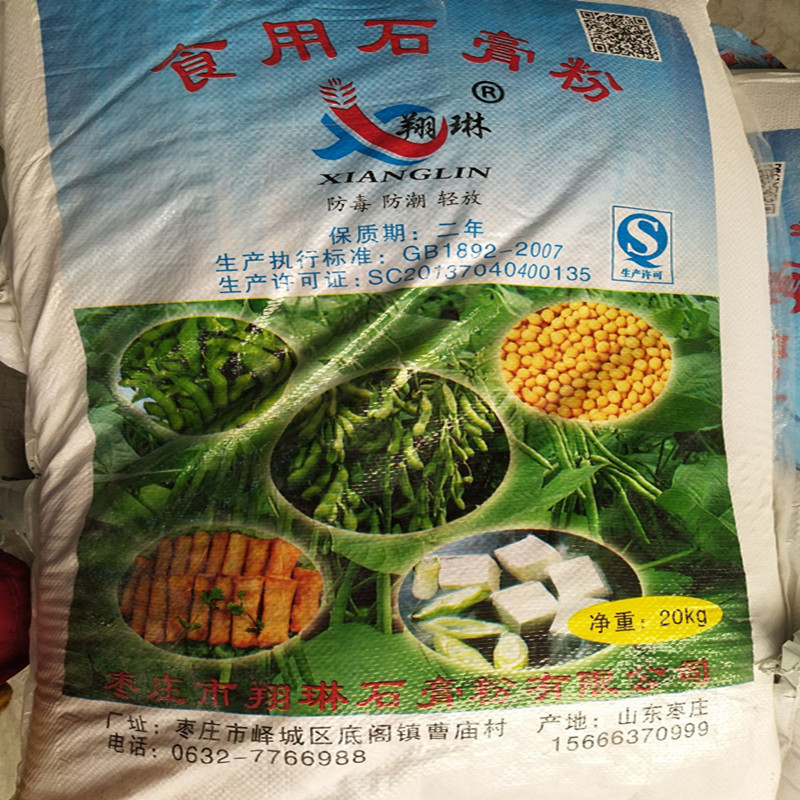 食用石膏粉
翔琳®
XIANGLIN
防毒 防潮 轻放
保质期：二年
生产执行标准：GB1892-2007
生产许可证：SC20137040400135
生产许可
净重：20kg
枣庄市翔琳石膏粉有限公司
厂址：枣庄市峄城区底阁镇曹庙村 产地：山东枣庄
电话：0632-7766988 15666370999